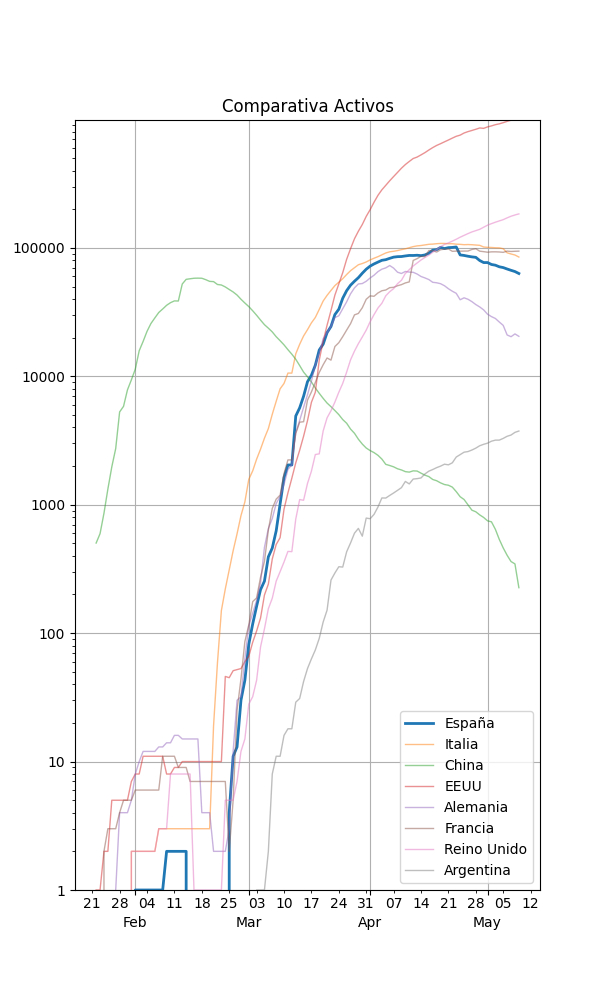 Comparativa Activos
100000
10000
1000
100
10
1
21 28 04 11 18 25 03 10 17 24 31 07 14 21 28 05 12
Feb Mar Apr May
España
Italia
China
EEUU
Alemania
Francia
Reino Unido
Argentina